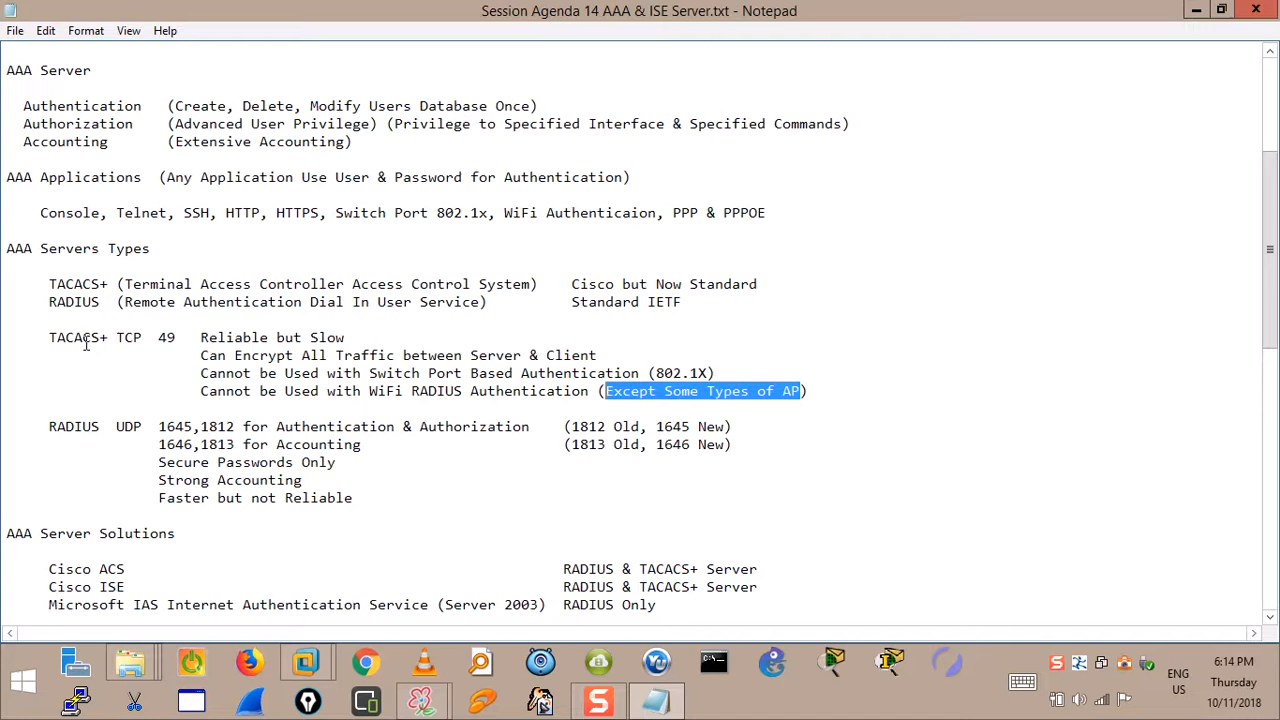 Session Agenda 14 AAA & ISE Server.txt - Notepad
File Edit Format View Help
AAA Server
Authentication (Create, Delete, Modify Users Database Once)
Authorization (Advanced User Privilege) (Privilege to Specified Interface & Specified Commands)
Accounting (Extensive Accounting)
AAA Applications (Any Application Use User & Password for Authentication)
Console, Telnet, SSH, HTTP, HTTPS, Switch Port 802.1x, WiFi Authenticaion, PPP & PPPOE
AAA Servers Types
TACACS+ (Terminal Access Controller Access Control System) Cisco but Now Standard
RADIUS (Remote Authentication Dial In User Service) Standard IETF
TACACS+ TCP 49 Reliable but Slow
Can Encrypt All Traffic between Server & Client
Cannot be Used with Switch Port Based Authentication (802.1X)
Cannot be Used with WiFi RADIUS Authentication (Except Some Types of AP)
RADIUS UDP 1645,1812 for Authentication & Authorization (1812 Old, 1645 New)
1646,1813 for Accounting (1813 Old, 1646 New)
Secure Passwords Only
Strong Accounting
Faster but not Reliable
AAA Server Solutions
Cisco ACS RADIUS & TACACS+ Server
Cisco ISE RADIUS & TACACS+ Server
Microsoft IAS Internet Authentication Service (Server 2003) RADIUS Only
ENG
US
6:14 PM
Thursday
10/11/2018